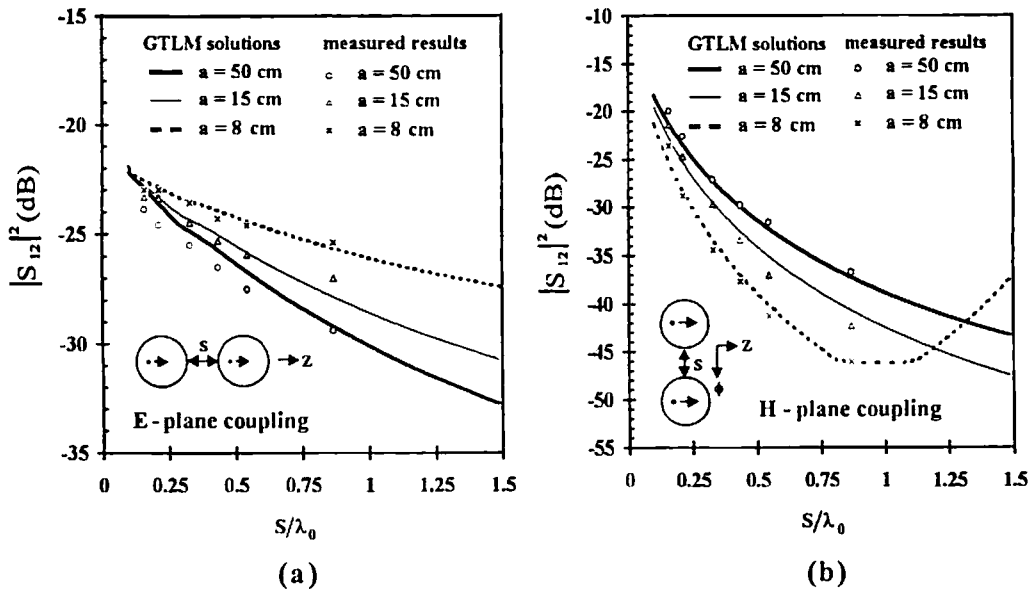 -15
GTLM solutions measured results
a = 50 cm a = 50 cm
a = 15 cm a = 15 cm
a = 8 cm a = 8 cm
-20
-25
-30
-35
|S12|² (dB)
S
Z
E - plane coupling
0 0.25 0.5 0.75 1 1.25 1.5
S/λ0
(a)
-10
GTLM solutions measured results
a = 50 cm a = 50 cm
a = 15 cm a = 15 cm
a = 8 cm a = 8 cm
-15
-20
-25
-30
-35
-40
-45
-50
-55
|S12|² (dB)
Z
S
ϕ
H - plane coupling
0 0.25 0.5 0.75 1 1.25 1.5
S/λ0
(b)